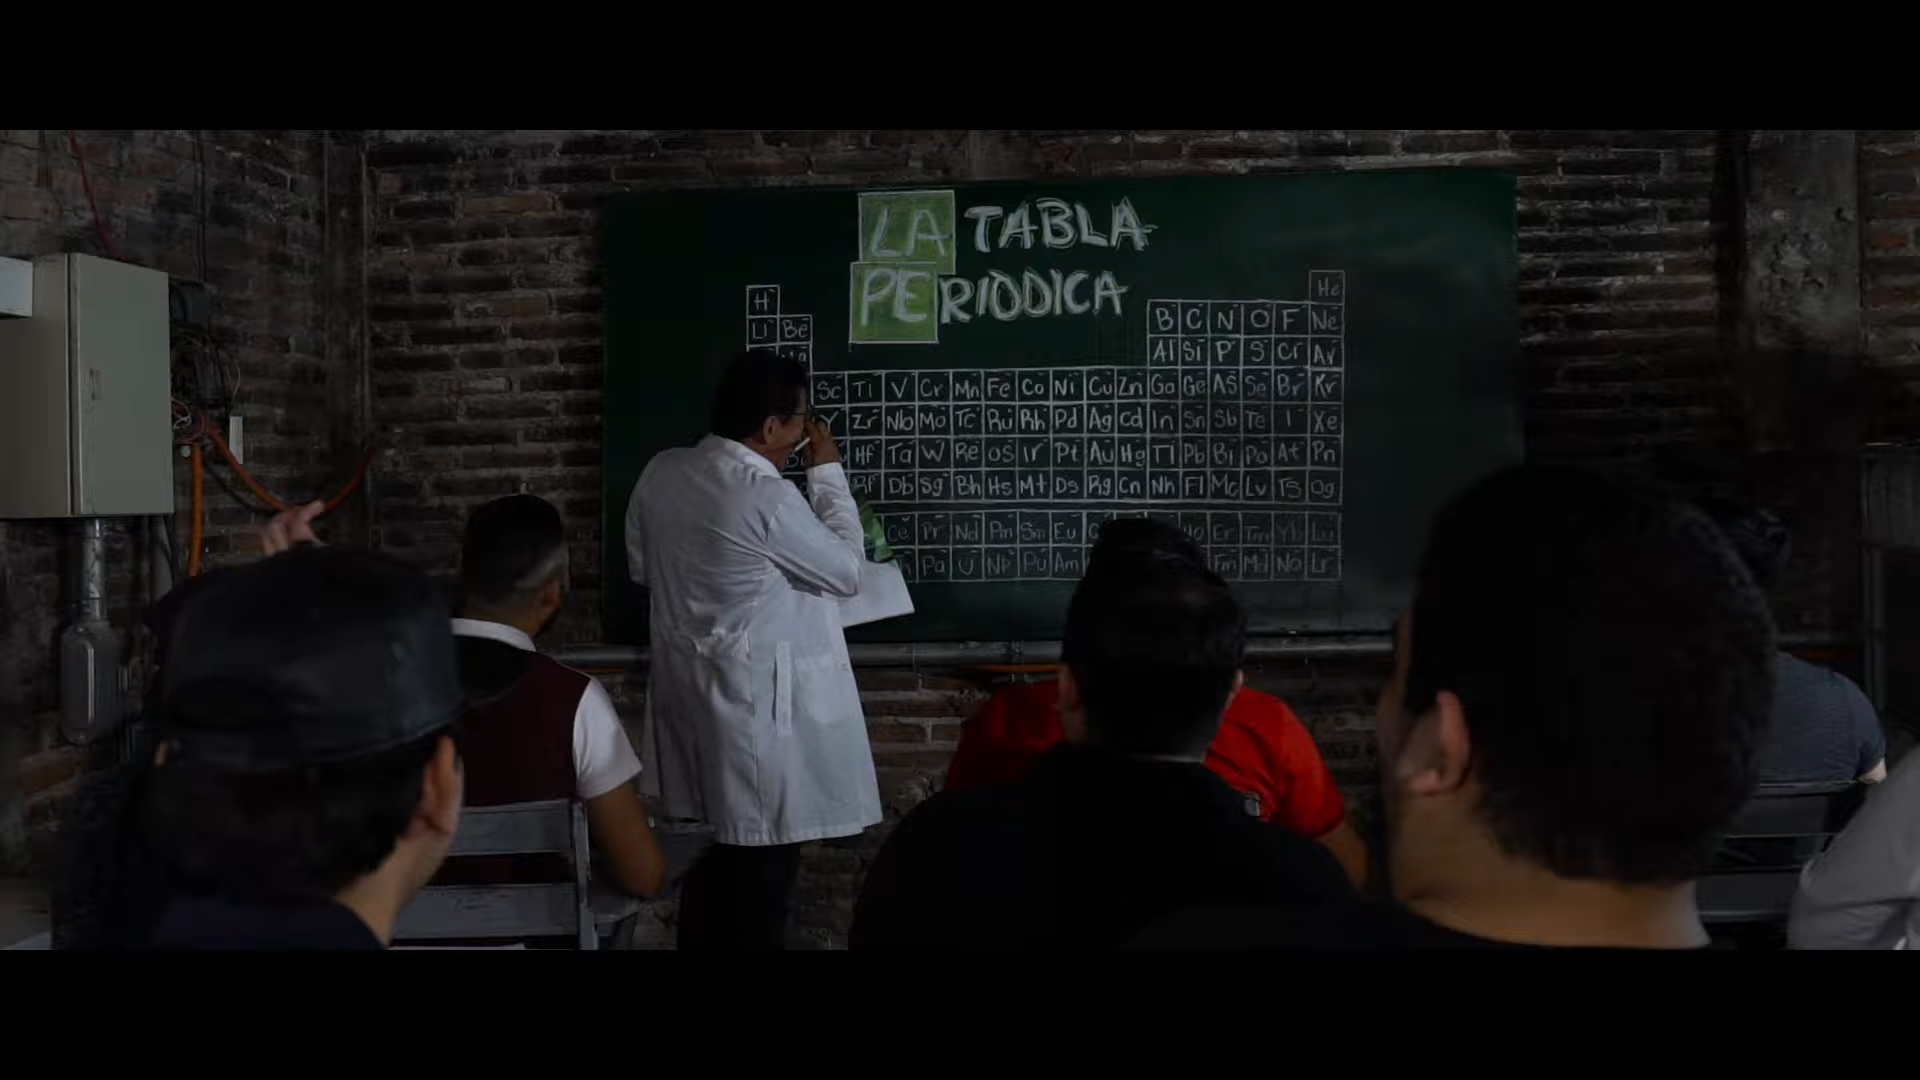 LA TABLA
PERIODICA
H He
Li Be B C N O F Ne
Al Si P S Cr Ar
Sc Ti V Cr Mn Fe Co Ni Cu Zn Ga Ge As Se Br Kr
Y Zr Nb Mo Tc Ru Rh Pd Ag Cd In Sn Sb Te I Xe
Hf Ta W Re Os Ir Pt Au Hg Tl Pb Bi Po At Pn
Rf Db Sg Bh Hs Mt Ds Rg Cn Nh Fl Mc Lv Ts Og
Ce Pr Nd Pm Sm Eu Er Tm Yb Lu
Pa U Np Pu Am Fm Md No Lr